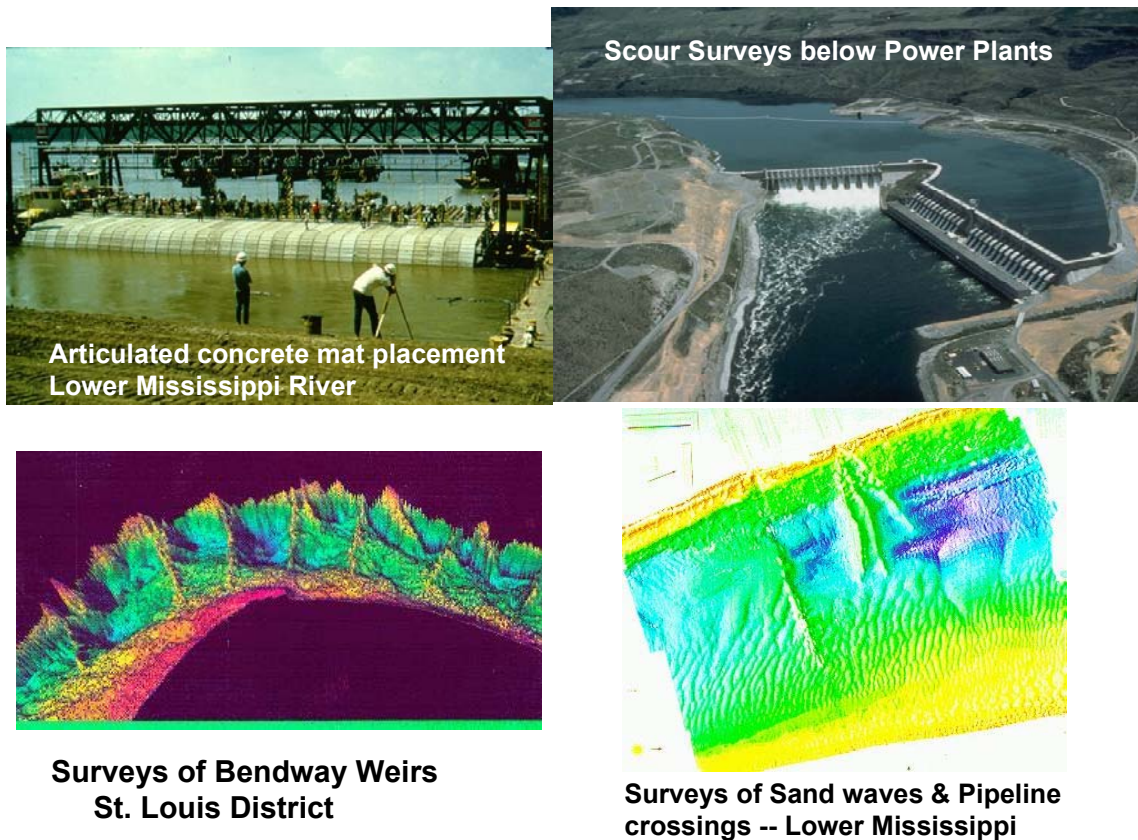 Scour Surveys below Power Plants
Articulated concrete mat placement
Lower Mississippi River
Surveys of Bendway Weirs
St. Louis District
Surveys of Sand waves & Pipeline
crossings -- Lower Mississippi